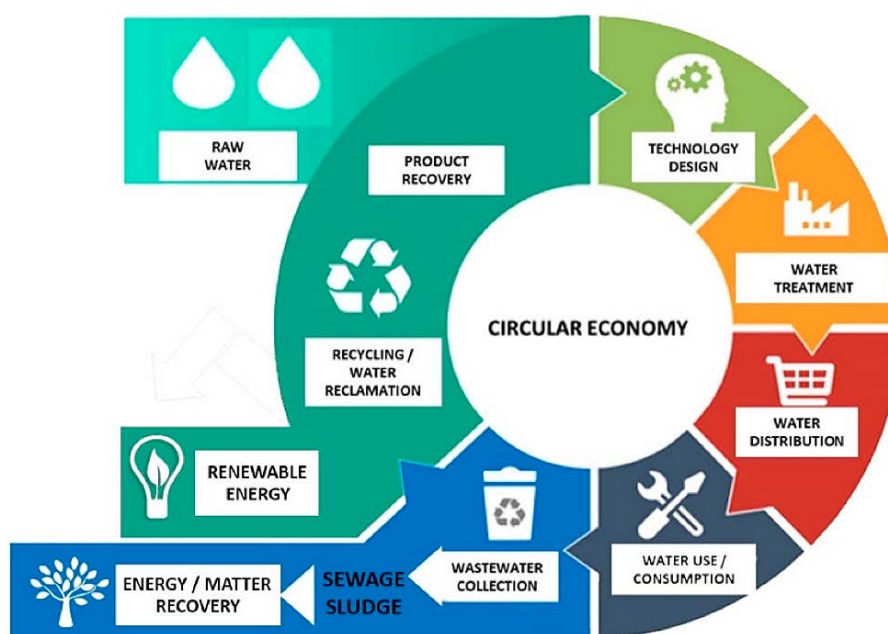 RAW
WATER
PRODUCT
RECOVERY
TECHNOLOGY
DESIGN
WATER
TREATMENT
CIRCULAR ECONOMY
RECYCLING /
WATER
RECLAMATION
WATER
DISTRIBUTION
RENEWABLE
ENERGY
WATER USE /
CONSUMPTION
WASTEWATER
COLLECTION
SEWAGE
SLUDGE
ENERGY / MATTER
RECOVERY